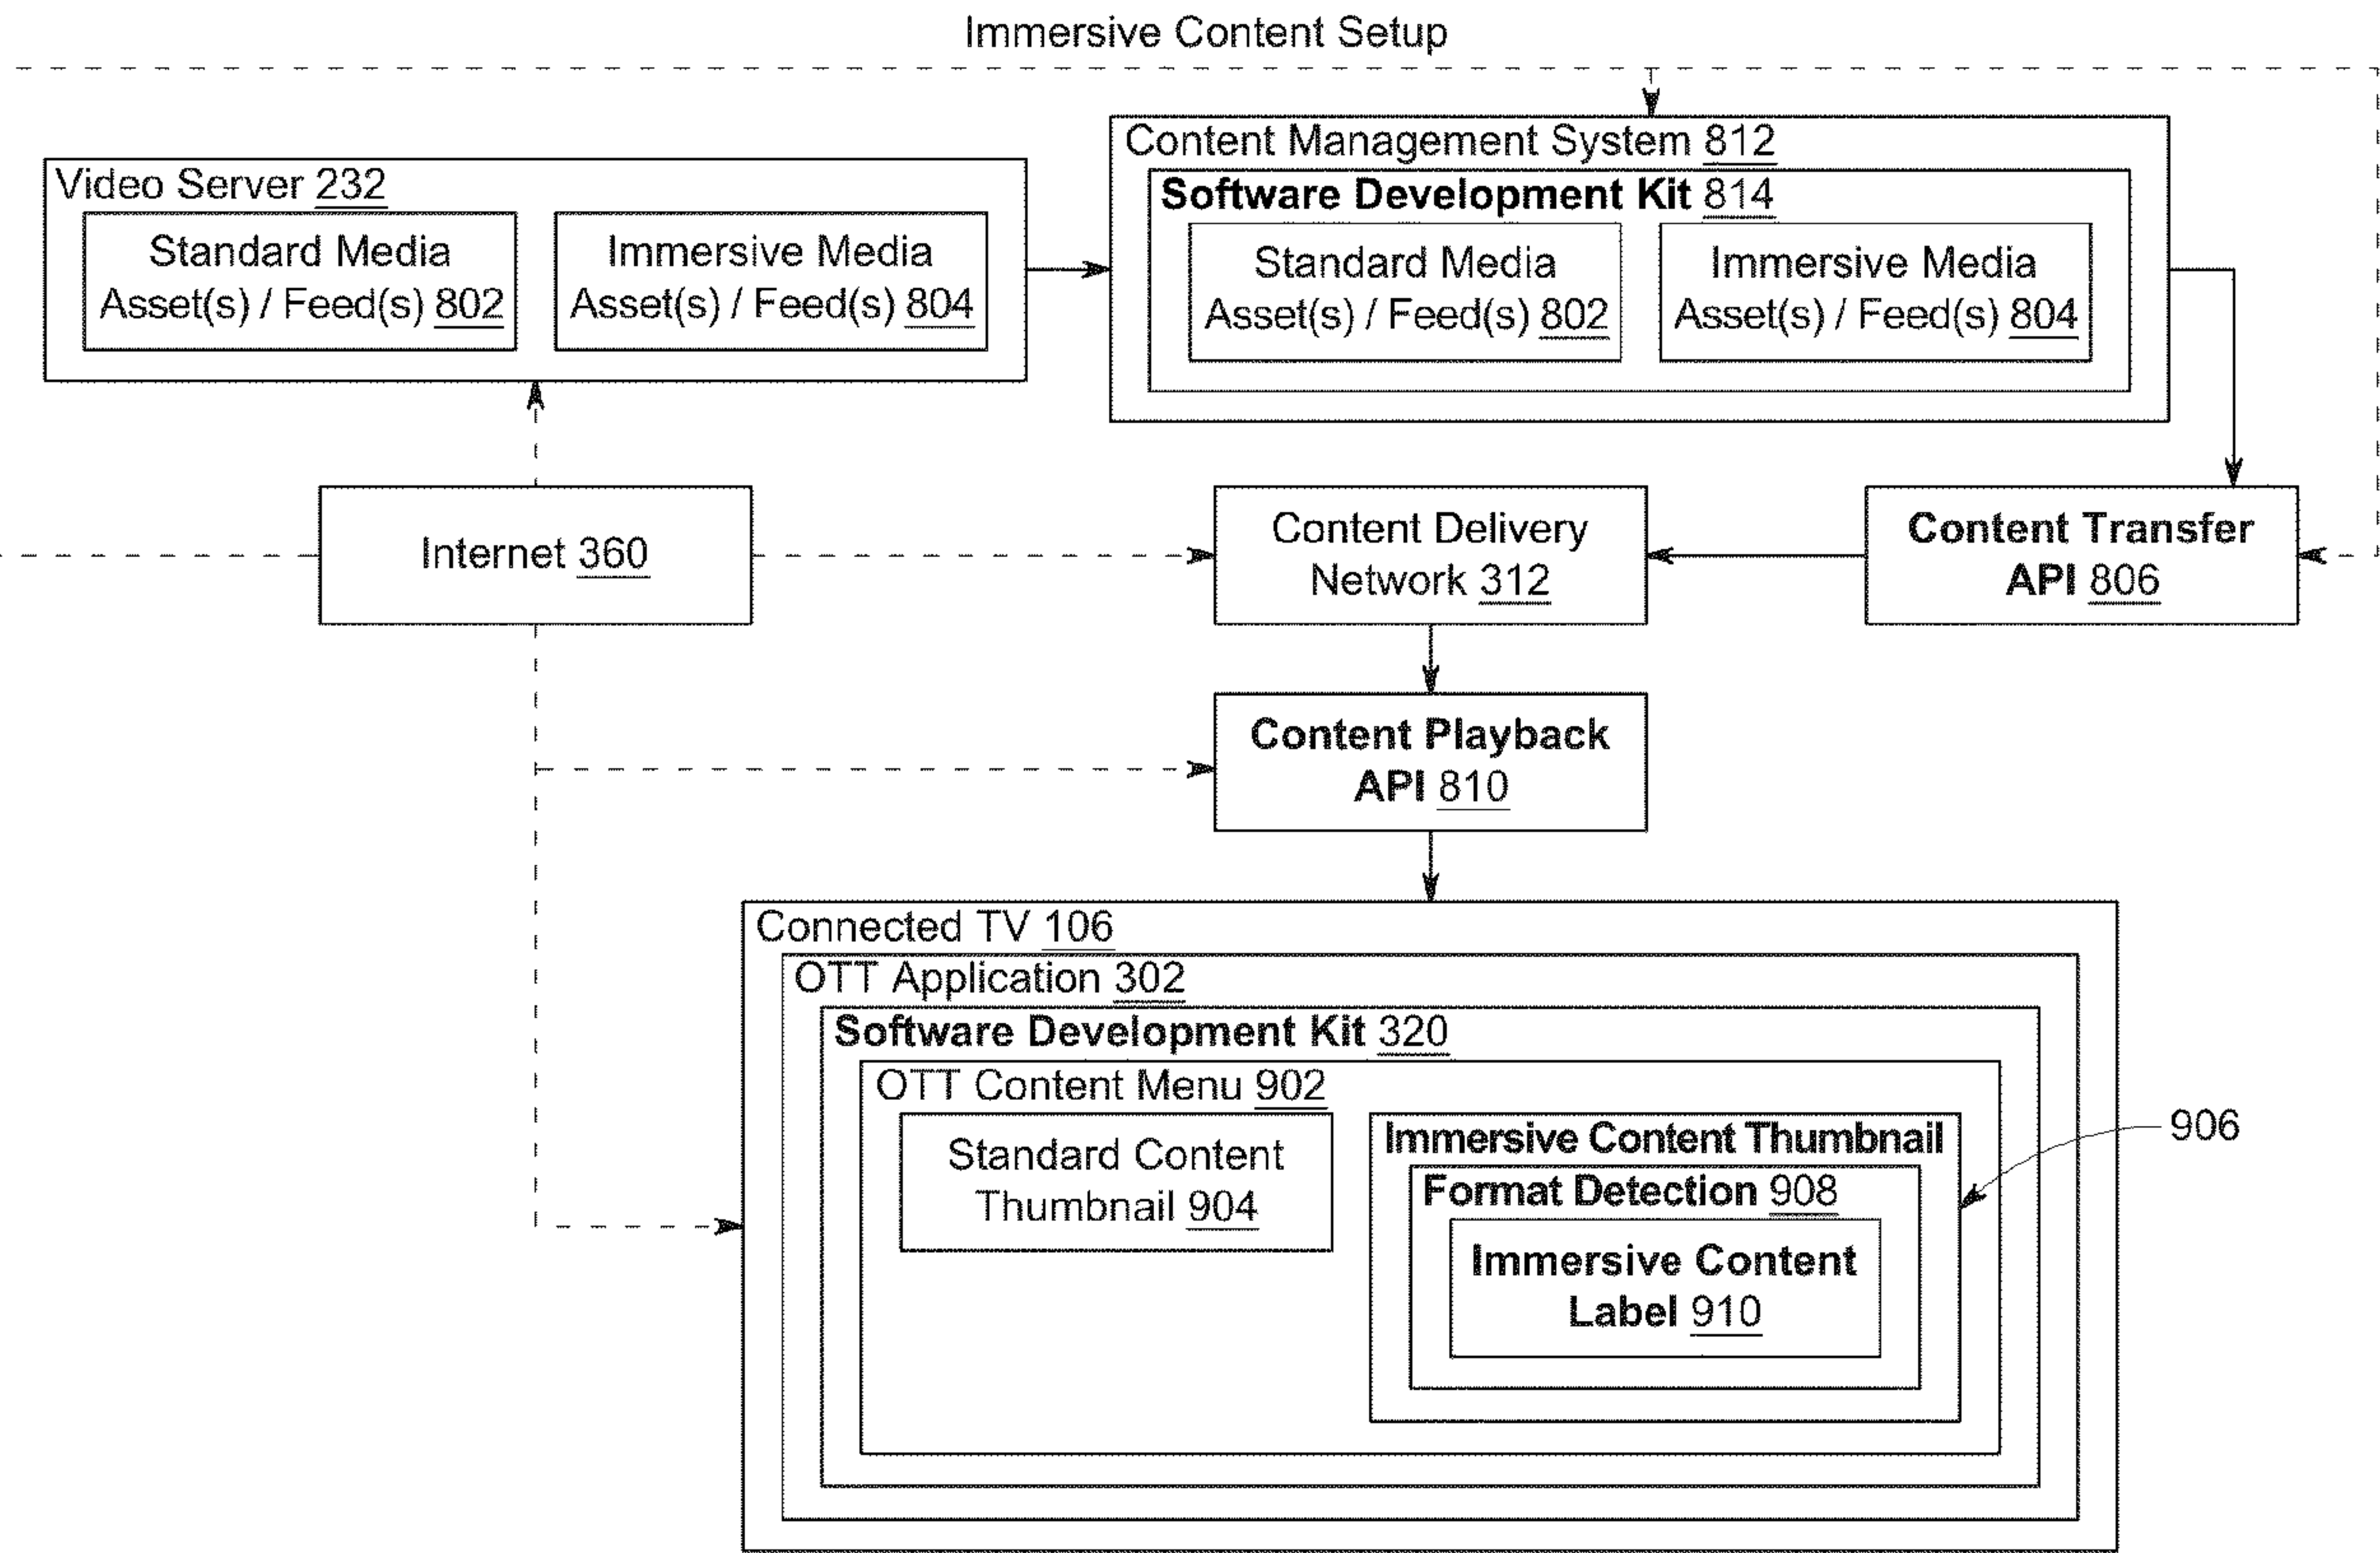 Immersive Content Setup
Video Server 232
Standard Media
Asset(s) / Feed(s) 802
Immersive Media
Asset(s) / Feed(s) 804
Content Management System 812
Software Development Kit 814
Standard Media
Asset(s) / Feed(s) 802
Immersive Media
Asset(s) / Feed(s) 804
Internet 360
Content Delivery
Network 312
Content Transfer
API 806
Content Playback
API 810
Connected TV 106
OTT Application 302
Software Development Kit 320
OTT Content Menu 902
Standard Content
Thumbnail 904
Immersive Content Thumbnail
906
Format Detection 908
Immersive Content
Label 910